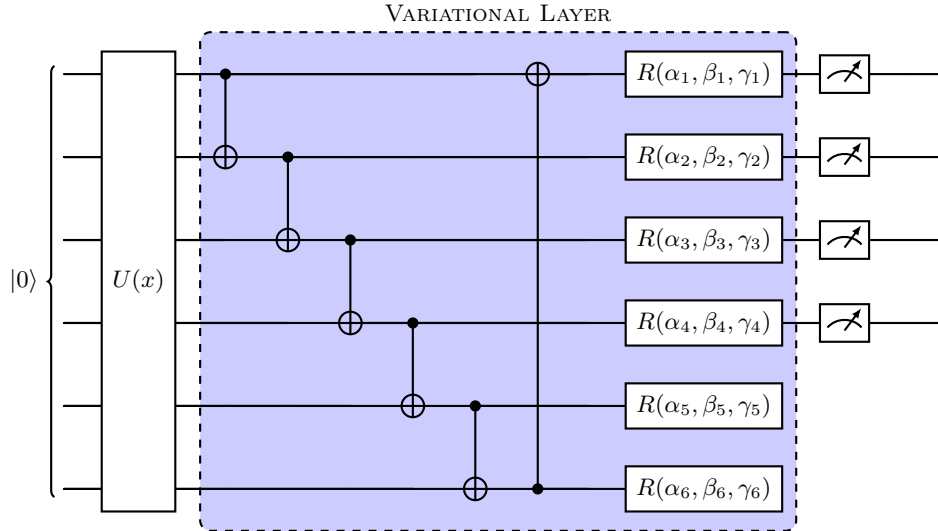 VARIATIONAL LAYER
R(α₁, β₁, γ₁)
R(α₂, β₂, γ₂)
R(α₃, β₃, γ₃)
|0⟩
U(x)
R(α₄, β₄, γ₄)
R(α₅, β₅, γ₅)
R(α₆, β₆, γ₆)